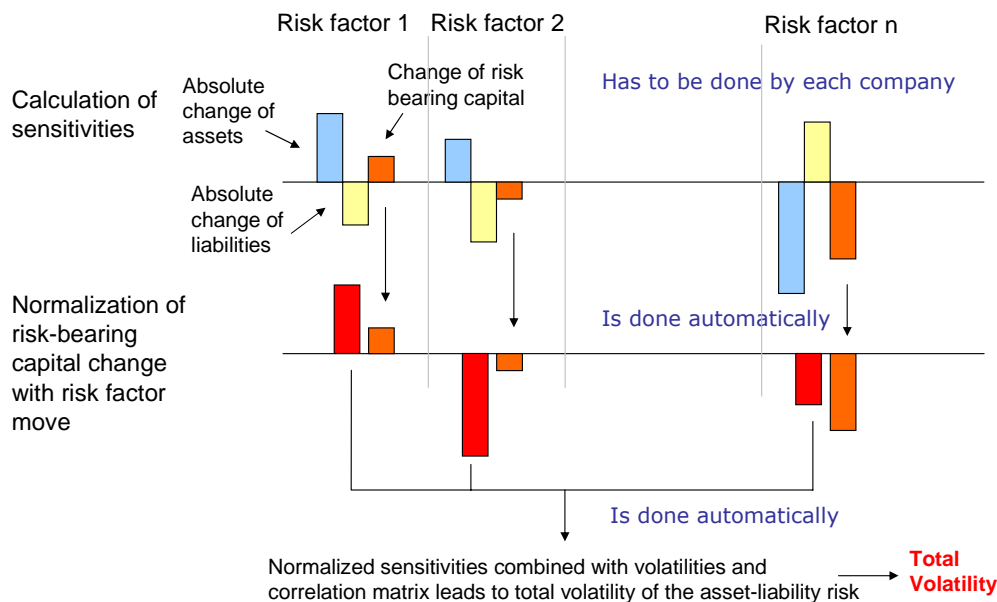 Risk factor 1
Risk factor 2
Risk factor n
Calculation of
sensitivities
Absolute
change of
assets
Change of risk
bearing capital
Has to be done by each company
Absolute
change of
liabilities
Normalization of
risk-bearing
capital change
with risk factor
move
Is done automatically
Is done automatically
Normalized sensitivities combined with volatilities and
correlation matrix leads to total volatility of the asset-liability risk
Total
Volatility